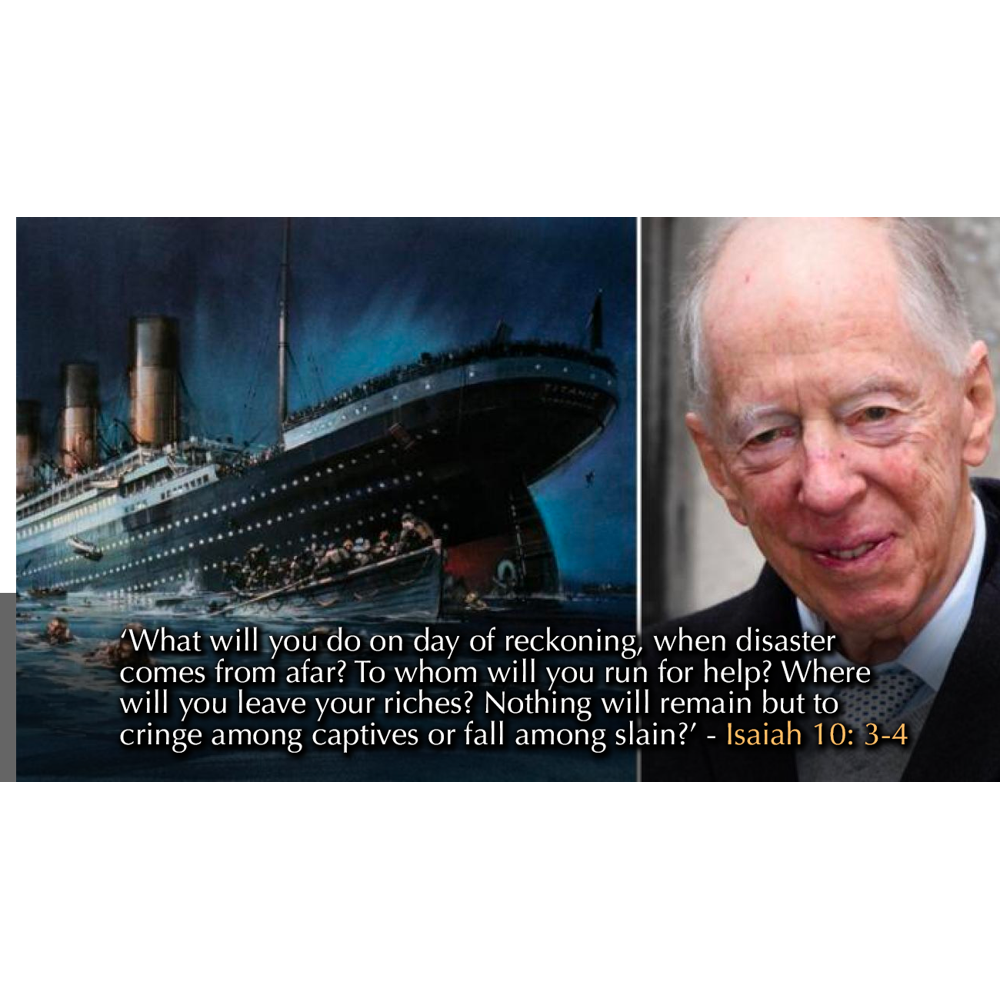 TITANIC
‘What will you do on day of reckoning, when disaster
comes from afar? To whom will you run for help? Where
will you leave your riches? Nothing will remain but to
cringe among captives or fall among slain?’ - Isaiah 10: 3-4